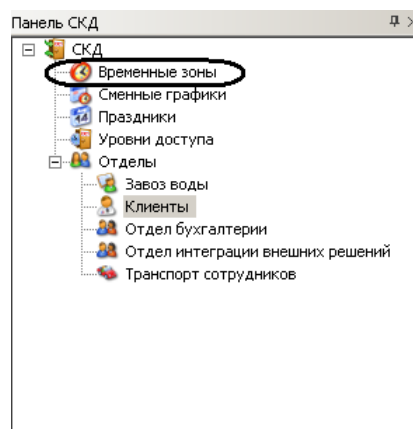 Панель СКД
СКД
Временные зоны
Сменные графики
Праздники
Уровни доступа
Отделы
Завоз воды
Клиенты
Отдел бухгалтерии
Отдел интеграции внешних решений
Транспорт сотрудников